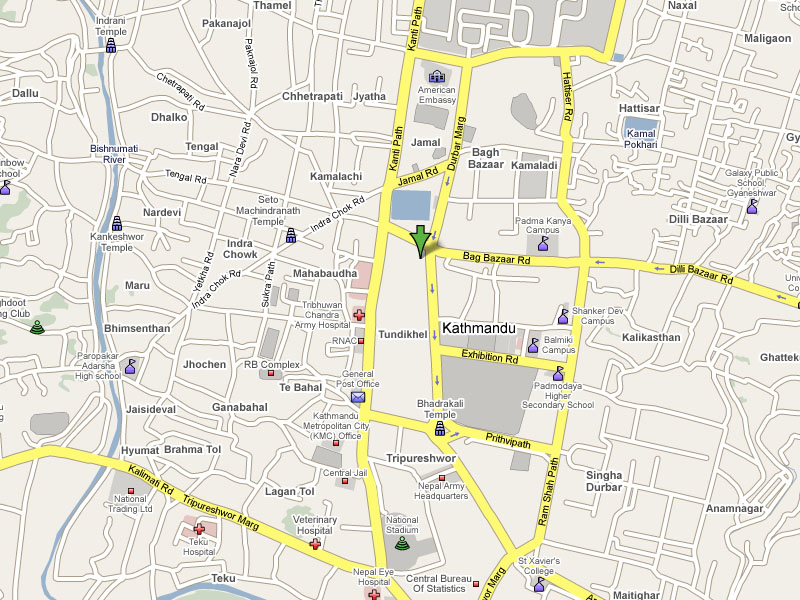 Indrani
Temple
Pakanajol
Thamel
Kanti Path
Naxal
Maligaon
Dallu
Chetrapati Rd
Paknajol Rd
Chhetrapati
Jyatha
American
Embassy
Hattiser Rd
Hattisar
Kamal
Pokhari
Dhalko
Tengal
Nara Devi Rd
Kanti Path
Jamal
Durbar Marg
Bagh
Bazaar
Kamaladi
Bishnumati
River
Tengal Rd
Kamalachi
Jamal Rd
Galaxy Public
School,
Gyaneshwar
Nardevi
Seto
Machindranath
Temple
Indra Chok Rd
Padma Kanya
Campus
Dilli Bazaar
Kankeshwor
Temple
Indra
Chowk
Yetkha Rd
Indra Chok Rd
Sukra Path
Mahabaudha
Bag Bazaar Rd
Dilli Bazaar Rd
Maru
Bhimsenthan
Tribhuwan
Chandra
Army Hospital
RNAC
Tundikhel
Kathmandu
Shanker Dev
Campus
Balmiki
Campus
Kalikasthan
Exhibition Rd
Paropakar
Adarsha
High school
Jhochen
RB Complex
Te Bahal
General
Post Office
Padmodaya
Higher
Secondary School
Jaisideval
Ganabahal
Kathmandu
Metropolitan City
(KMC) Office
Bhadrakali
Temple
Prithvipath
Hyumat
Brahma Tol
Tripureshwor
Central Jail
Nepal Army
Headquarters
Singha
Durbar
Ram Shah Path
Kalimati Rd
Tripureshwor Marg
National
Trading Ltd
Lagan Tol
Anamnagar
Teku
Hospital
Veterinary
Hospital
National
Stadium
St Xavier's
College
Teku
Nepal Eye
Hospital
Central Bureau
Of Statistics
Maitighar